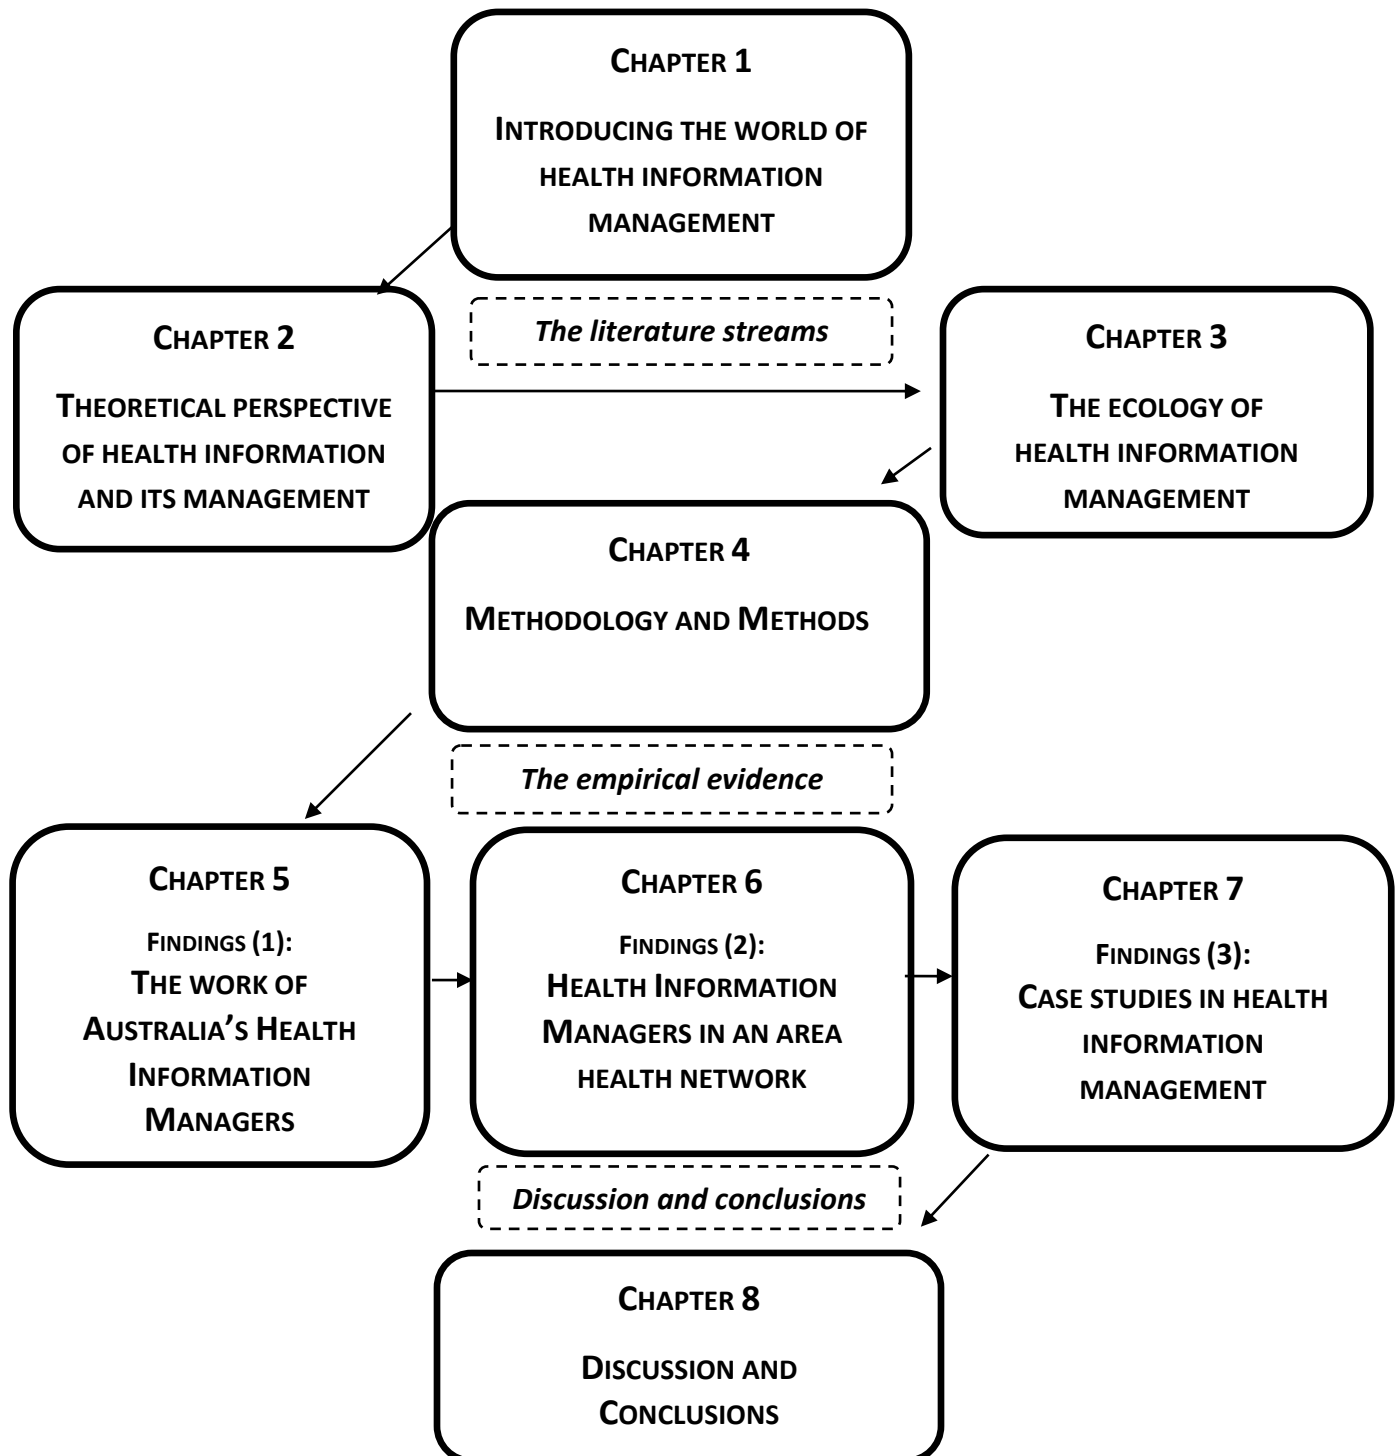 CHAPTER 1
INTRODUCING THE WORLD OF
HEALTH INFORMATION
MANAGEMENT
The literature streams
CHAPTER 2
THEORETICAL PERSPECTIVE
OF HEALTH INFORMATION
AND ITS MANAGEMENT
CHAPTER 3
THE ECOLOGY OF
HEALTH INFORMATION
MANAGEMENT
CHAPTER 4
METHODOLOGY AND METHODS
The empirical evidence
CHAPTER 5
FINDINGS (1):
THE WORK OF
AUSTRALIA'S HEALTH
INFORMATION
MANAGERS
CHAPTER 6
FINDINGS (2):
HEALTH INFORMATION
MANAGERS IN AN AREA
HEALTH NETWORK
CHAPTER 7
FINDINGS (3):
CASE STUDIES IN HEALTH
INFORMATION
MANAGEMENT
Discussion and conclusions
CHAPTER 8
DISCUSSION AND
CONCLUSIONS